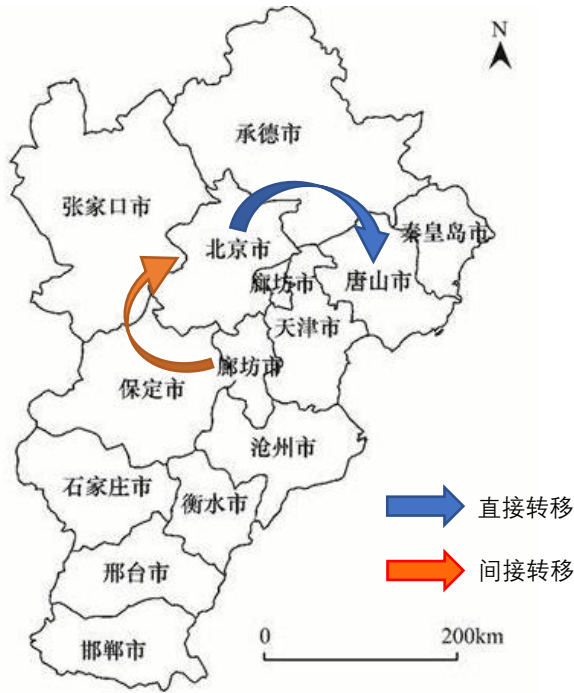 N
承德市
张家口市
北京市
秦皇岛市
廊坊市
唐山市
天津市
廊坊市
保定市
沧州市
石家庄市
衡水市
直接转移
邢台市
间接转移
邯郸市
0
200km